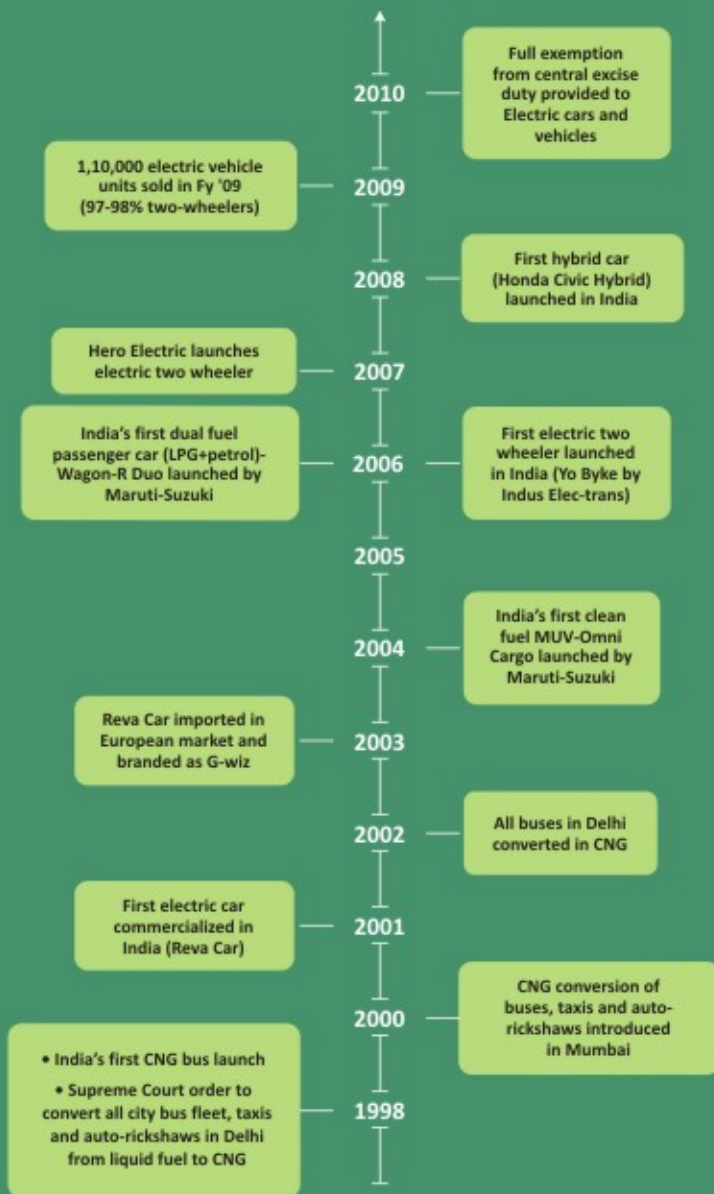 Full exemption
from central excise
duty provided to
Electric cars and
vehicles
2010
1,10,000 electric vehicle
units sold in Fy '09
(97-98% two-wheelers)
2009
First hybrid car
(Honda Civic Hybrid)
launched in India
2008
Hero Electric launches
electric two wheeler
2007
India's first dual fuel
passenger car (LPG+petrol)-
Wagon-R Duo launched by
Maruti-Suzuki
2006
First electric two
wheeler launched
in India (Yo Byke by
Indus Elec-trans)
2005
India's first clean
fuel MUV-Omni
Cargo launched by
Maruti-Suzuki
2004
Reva Car imported in
European market and
branded as G-wiz
2003
All buses in Delhi
converted in CNG
2002
First electric car
commercialized in
India (Reva Car)
2001
CNG conversion of
buses, taxis and auto-
rickshaws introduced
in Mumbai
2000
• India's first CNG bus launch
• Supreme Court order to
convert all city bus fleet, taxis
and auto-rickshaws in Delhi
from liquid fuel to CNG
1998